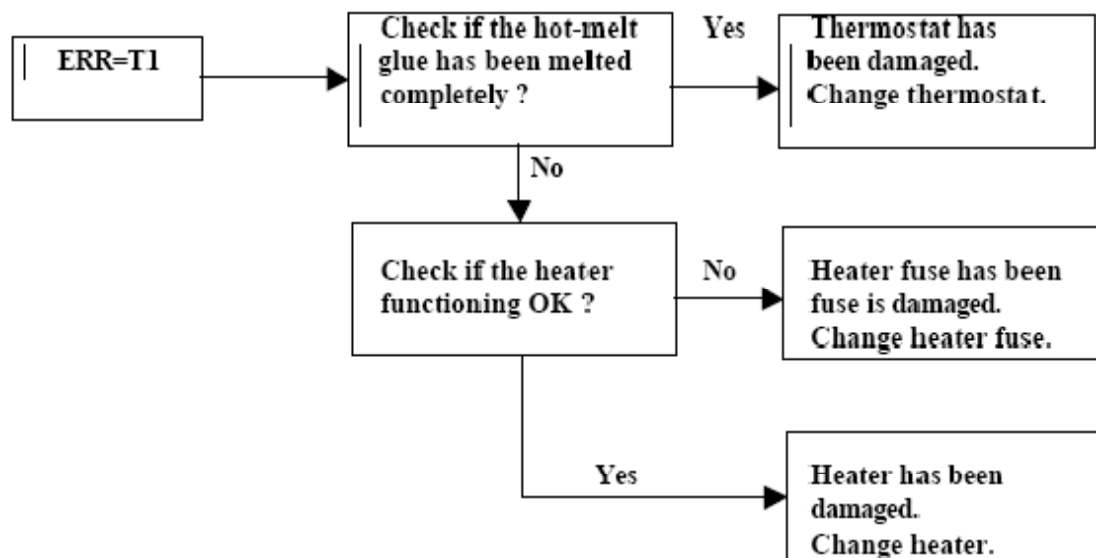 ERR=T1
Check if the hot-melt
glue has been melted
completely ?
Yes
Thermostat has
been damaged.
Change thermostat.
No
Check if the heater
functioning OK ?
No
Heater fuse has been
fuse is damaged.
Change heater fuse.
Yes
Heater has been
damaged.
Change heater.